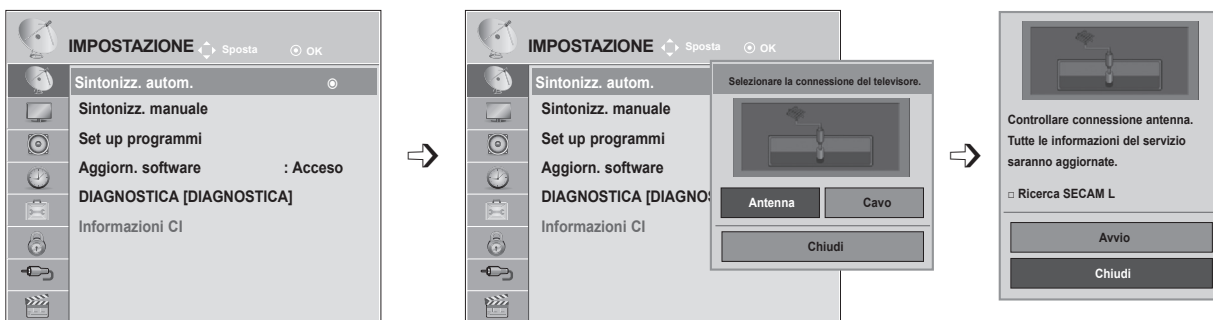 IMPOSTAZIONE Sposta OK
Sintonizz. autom.
Sintonizz. manuale
Set up programmi
Aggiorn. software : Acceso
DIAGNOSTICA [DIAGNOSTICA]
Informazioni CI
IMPOSTAZIONE Sposta OK
Sintonizz. autom.
Sintonizz. manuale
Set up programmi
Aggiorn. software
DIAGNOSTICA [DIAGNOS
Informazioni CI
Selezionare la connessione del televisore.
Antenna Cavo
Chiudi
Controllare connessione antenna.
Tutte le informazioni del servizio
saranno aggiornate.
□ Ricerca SECAM L
Avvio
Chiudi